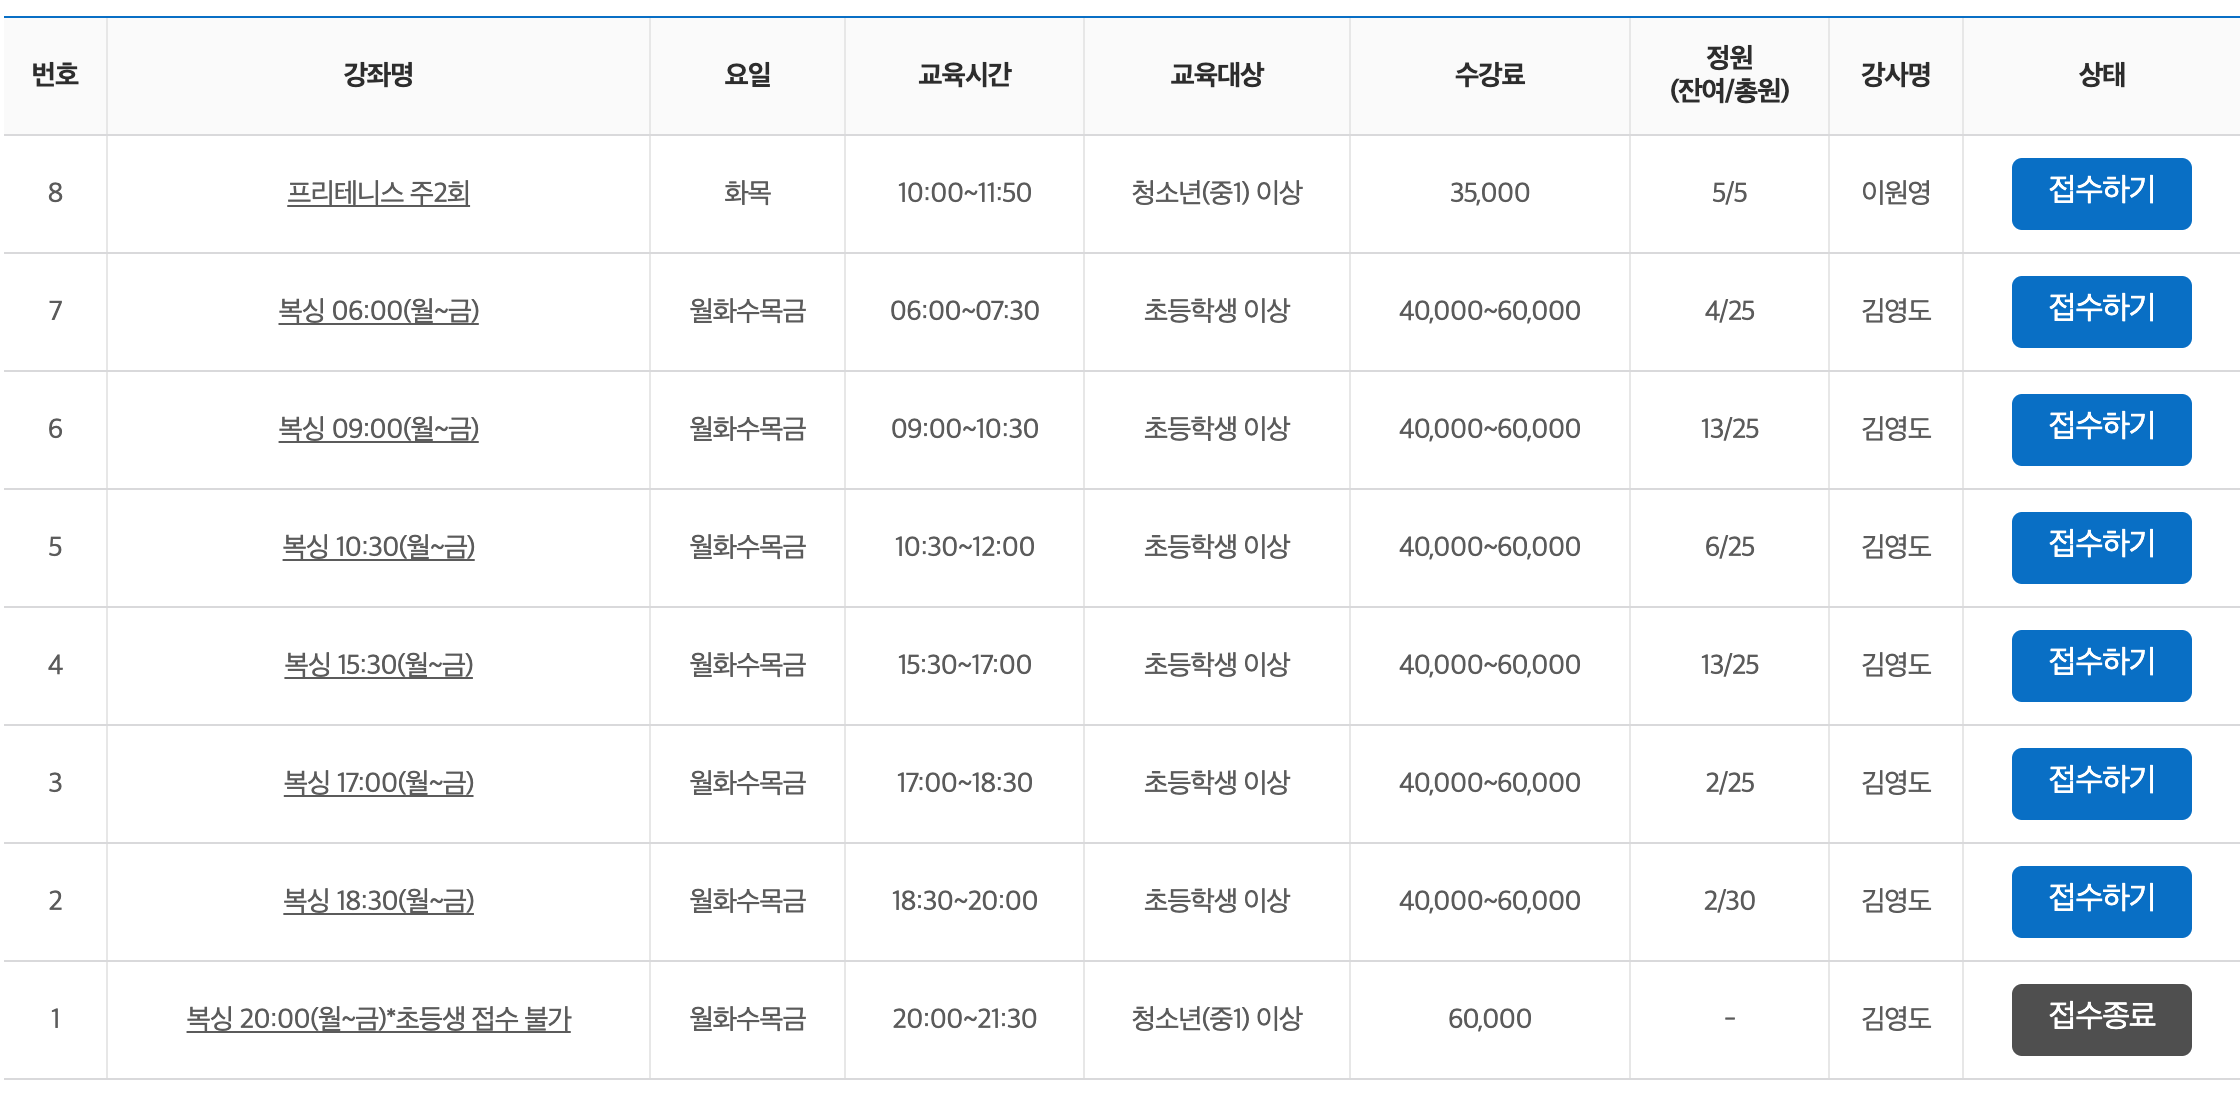 번호 강좌명 요일 교육시간 교육대상 수강료 정원 강사명 상태
(잔여/총원)
8 프리테니스 주2회 화목 10:00~11:50 청소년(중1) 이상 35,000 5/5 이원영 접수하기
7 복싱 06:00(월~금) 월화수목금 06:00~07:30 초등학생 이상 40,000~60,000 4/25 김영도 접수하기
6 복싱 09:00(월~금) 월화수목금 09:00~10:30 초등학생 이상 40,000~60,000 13/25 김영도 접수하기
5 복싱 10:30(월~금) 월화수목금 10:30~12:00 초등학생 이상 40,000~60,000 6/25 김영도 접수하기
4 복싱 15:30(월~금) 월화수목금 15:30~17:00 초등학생 이상 40,000~60,000 13/25 김영도 접수하기
3 복싱 17:00(월~금) 월화수목금 17:00~18:30 초등학생 이상 40,000~60,000 2/25 김영도 접수하기
2 복싱 18:30(월~금) 월화수목금 18:30~20:00 초등학생 이상 40,000~60,000 2/30 김영도 접수하기
1 복싱 20:00(월~금)*초등생 접수 불가 월화수목금 20:00~21:30 청소년(중1) 이상 60,000 - 김영도 접수종료